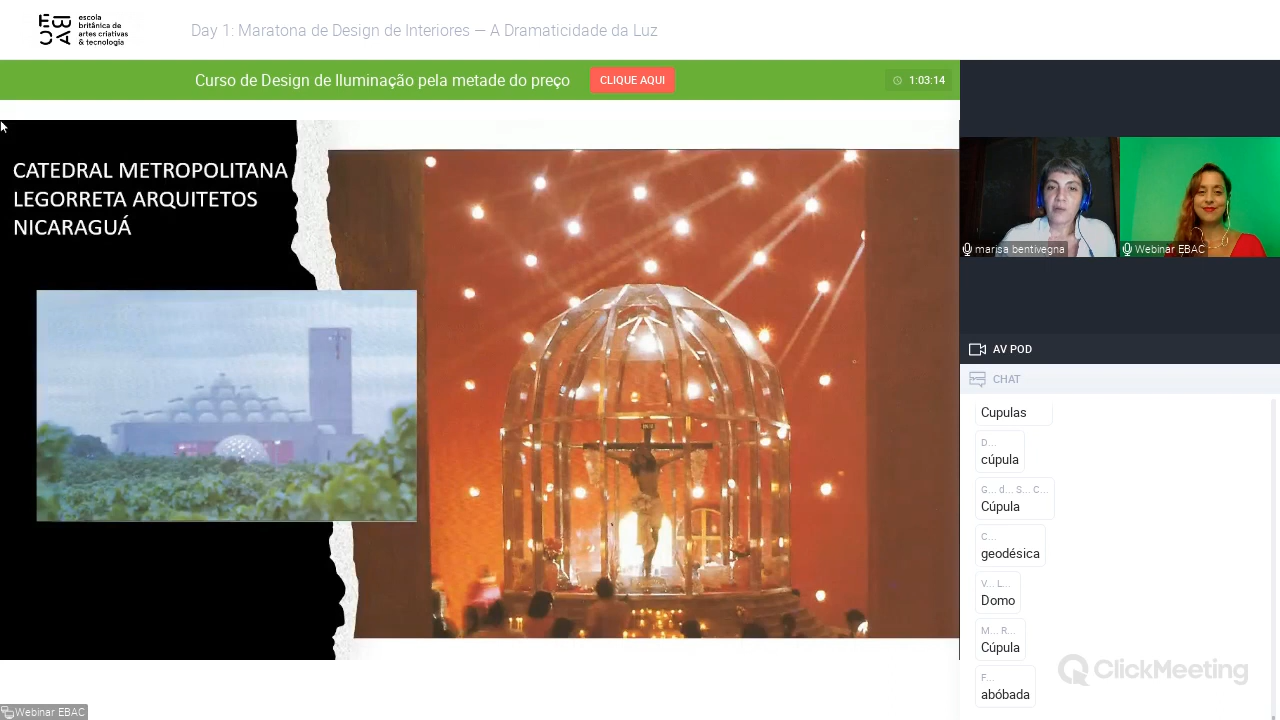 escola
britânica de
artes criativas
& tecnologia
EBAC
Day 1: Maratona de Design de Interiores — A Dramaticidade da Luz
Curso de Design de Iluminação pela metade do preço
CLIQUE AQUI
1:03:14
CATEDRAL METROPOLITANA
LEGORRETA ARQUITETOS
NICARAGUÁ
marisa bentivegna
Webinar EBAC
AV POD
CHAT
Cupulas
D...
cúpula
G... d... S... C...
Cúpula
C...
geodésica
V... L...
Domo
M... R...
Cúpula
F...
abóbada
ClickMeeting
Webinar EBAC